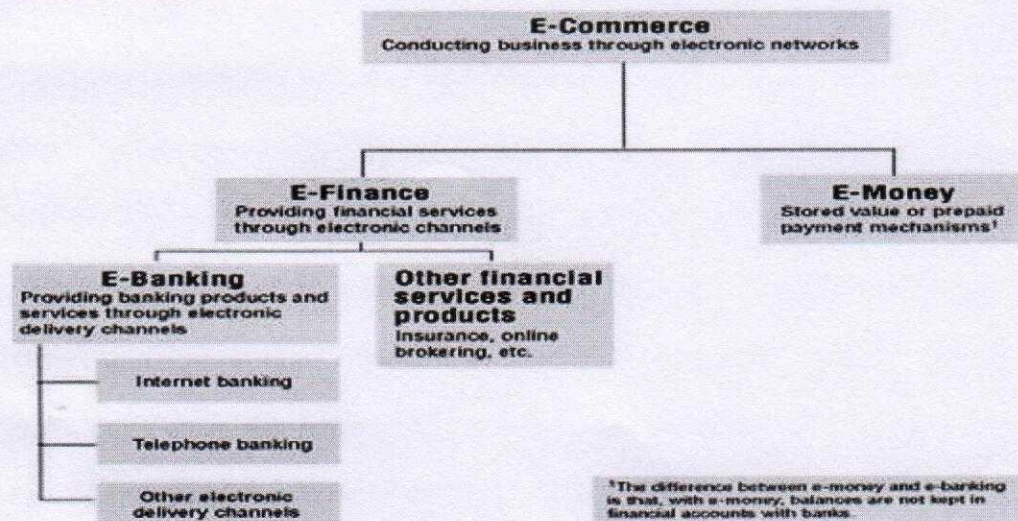 E-Commerce
Conducting business through electronic networks
E-Finance
Providing financial services
through electronic channels
E-Money
Stored value or prepaid
payment mechanisms¹
E-Banking
Providing banking products and
services through electronic
delivery channels
Other financial
services and
products
Insurance, online
brokering, etc.
Internet banking
Telephone banking
Other electronic
delivery channels
¹The difference between e-money and e-banking
is that, with e-money, balances are not kept in
financial accounts with banks.